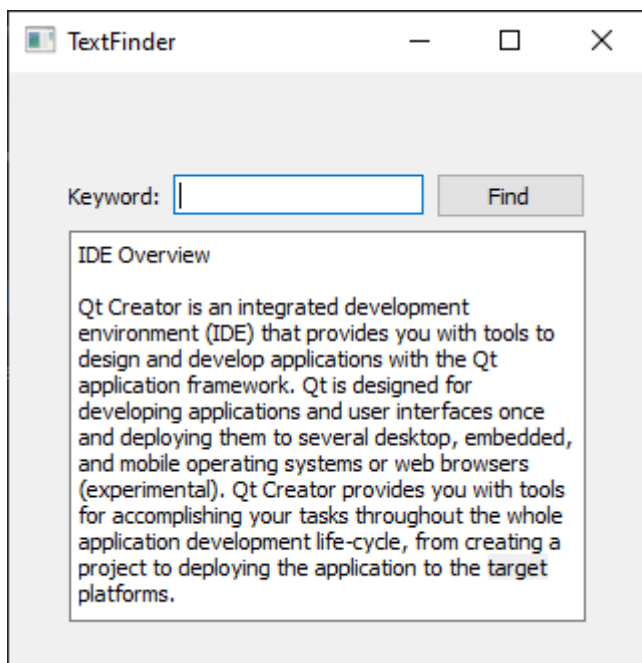 TextFinder
Keyword:
Find
IDE Overview
Qt Creator is an integrated development
environment (IDE) that provides you with tools to
design and develop applications with the Qt
application framework. Qt is designed for
developing applications and user interfaces once
and deploying them to several desktop, embedded,
and mobile operating systems or web browsers
(experimental). Qt Creator provides you with tools
for accomplishing your tasks throughout the whole
application development life-cycle, from creating a
project to deploying the application to the target
platforms.